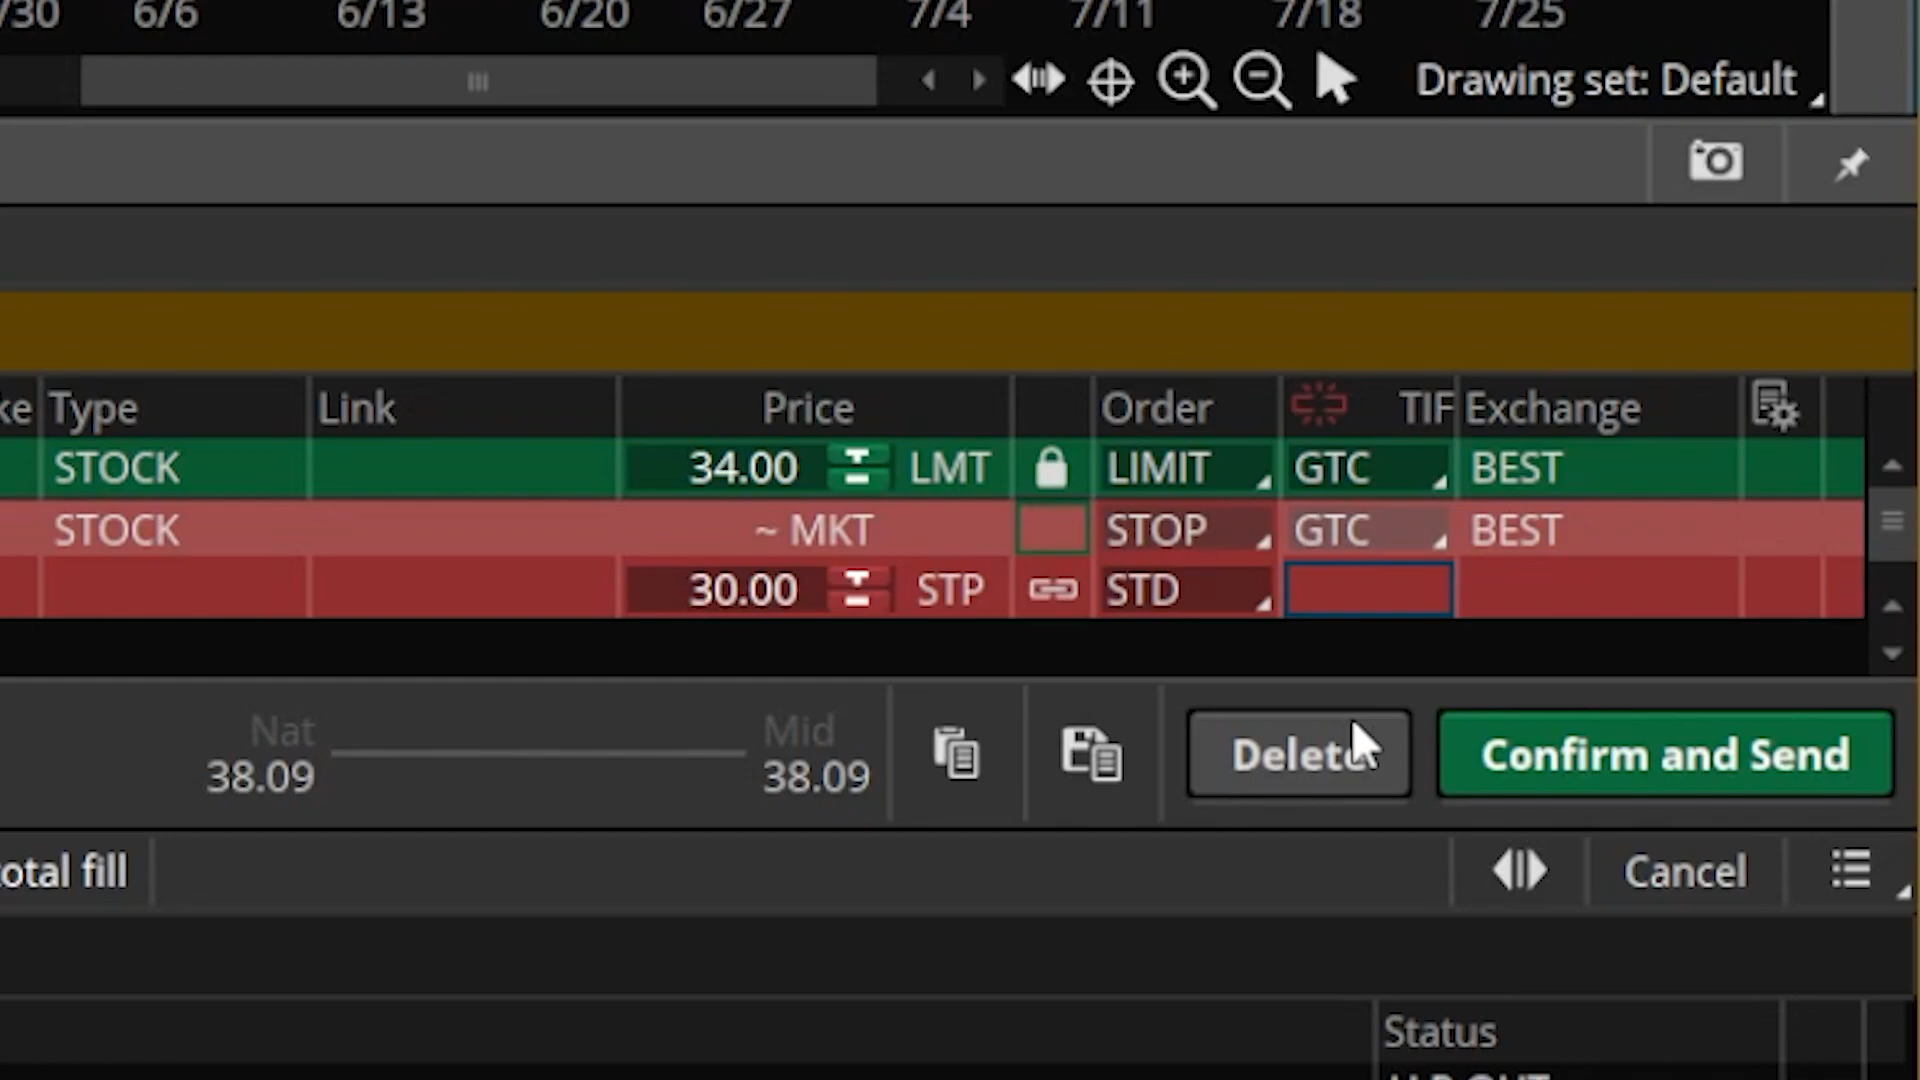 /30 6/6 6/13 6/20 6/27 7/4 7/11 7/18 7/25
Drawing set: Default
ke Type Link Price Order TIF Exchange
STOCK 34.00 LMT LIMIT GTC BEST
STOCK ~ MKT STOP GTC BEST
30.00 STP STD
Nat Mid
38.09 38.09
Delete Confirm and Send
otal fill Cancel
Status